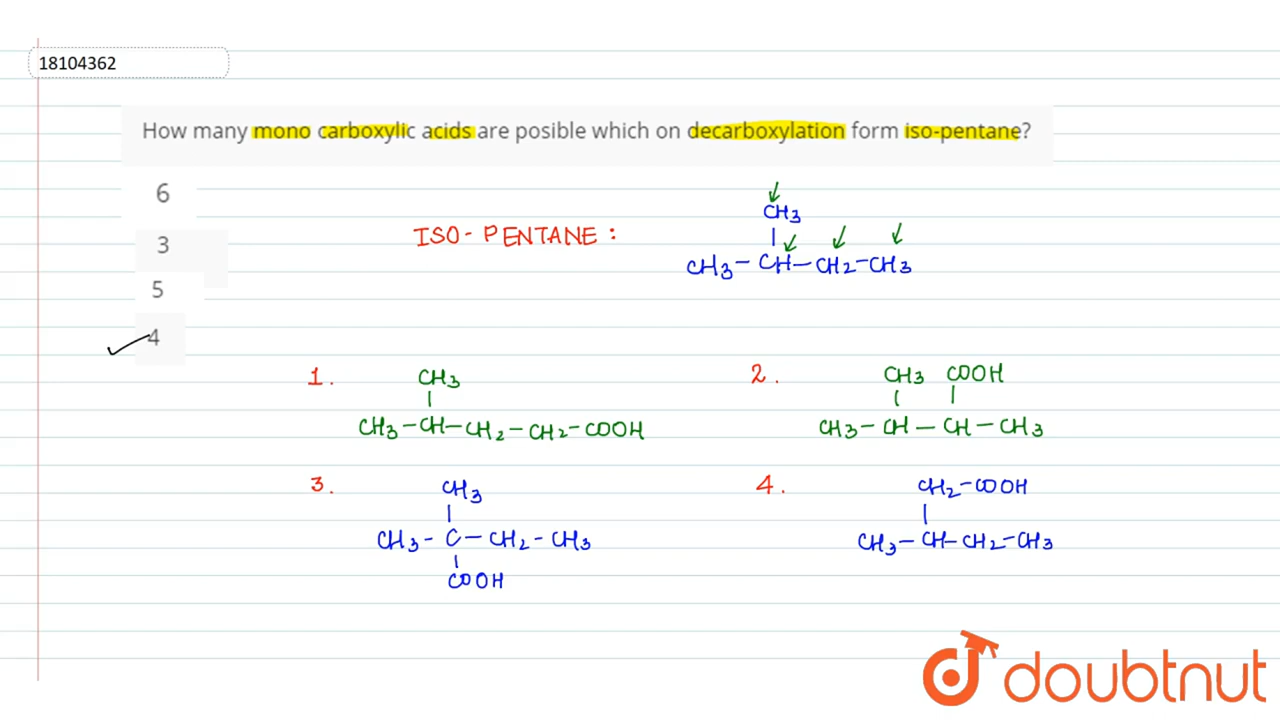 18104362
How many mono carboxylic acids are posible which on decarboxylation form iso-pentane?
6
3
5
4
ISO-PENTANE:
CH3
|
CH3-CH-CH2-CH3
1.
CH3
|
CH3-CH-CH2-CH2-COOH
2.
CH3 COOH
| |
CH3-CH-CH-CH3
3.
CH3
|
CH3-C-CH2-CH3
|
COOH
4.
CH2-COOH
|
CH3-CH-CH2-CH3
doubtnut